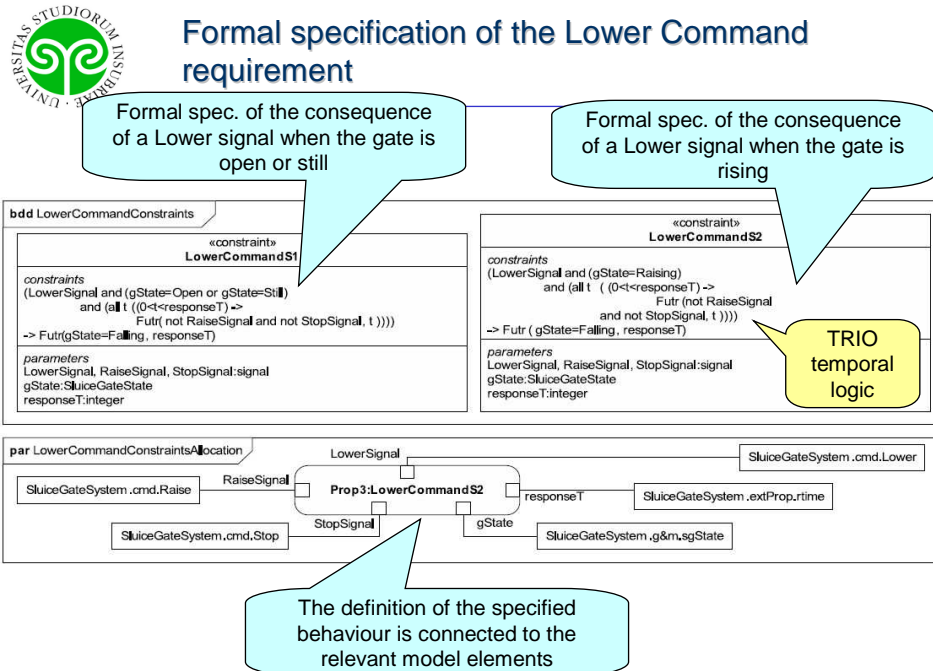 UNIVERSITAS STUDIORUM INSUBRIAE
Formal specification of the Lower Command
requirement
Formal spec. of the consequence
of a Lower signal when the gate is
open or still
Formal spec. of the consequence
of a Lower signal when the gate is
rising
bdd LowerCommandConstraints
«constraint»
LowerCommandS1
constraints
(LowerSignal and (gState=Open or gState=Still)
and (all t ((0<t<responseT) ->
Futr( not RaiseSignal and not StopSignal, t ))))
-> Futr(gState=Falling, responseT)
parameters
LowerSignal, RaiseSignal, StopSignal:signal
gState:SluiceGateState
responseT:integer
«constraint»
LowerCommandS2
constraints
(LowerSignal and (gState=Raising)
and (all t ( (0<t<responseT) ->
Futr (not RaiseSignal
and not StopSignal, t ))))
-> Futr ( gState=Falling, responseT)
parameters
LowerSignal, RaiseSignal, StopSignal:signal
gState:SluiceGateState
responseT:integer
TRIO
temporal
logic
par LowerCommandConstraintsAllocation
LowerSignal
SluiceGateSystem.cmd.Lower
SluiceGateSystem.cmd.Raise
RaiseSignal
Prop3:LowerCommandS2
responseT
SluiceGateSystem.extProp.rtime
StopSignal
gState
SluiceGateSystem.cmd.Stop
SluiceGateSystem.g&m.sgState
The definition of the specified
behaviour is connected to the
relevant model elements